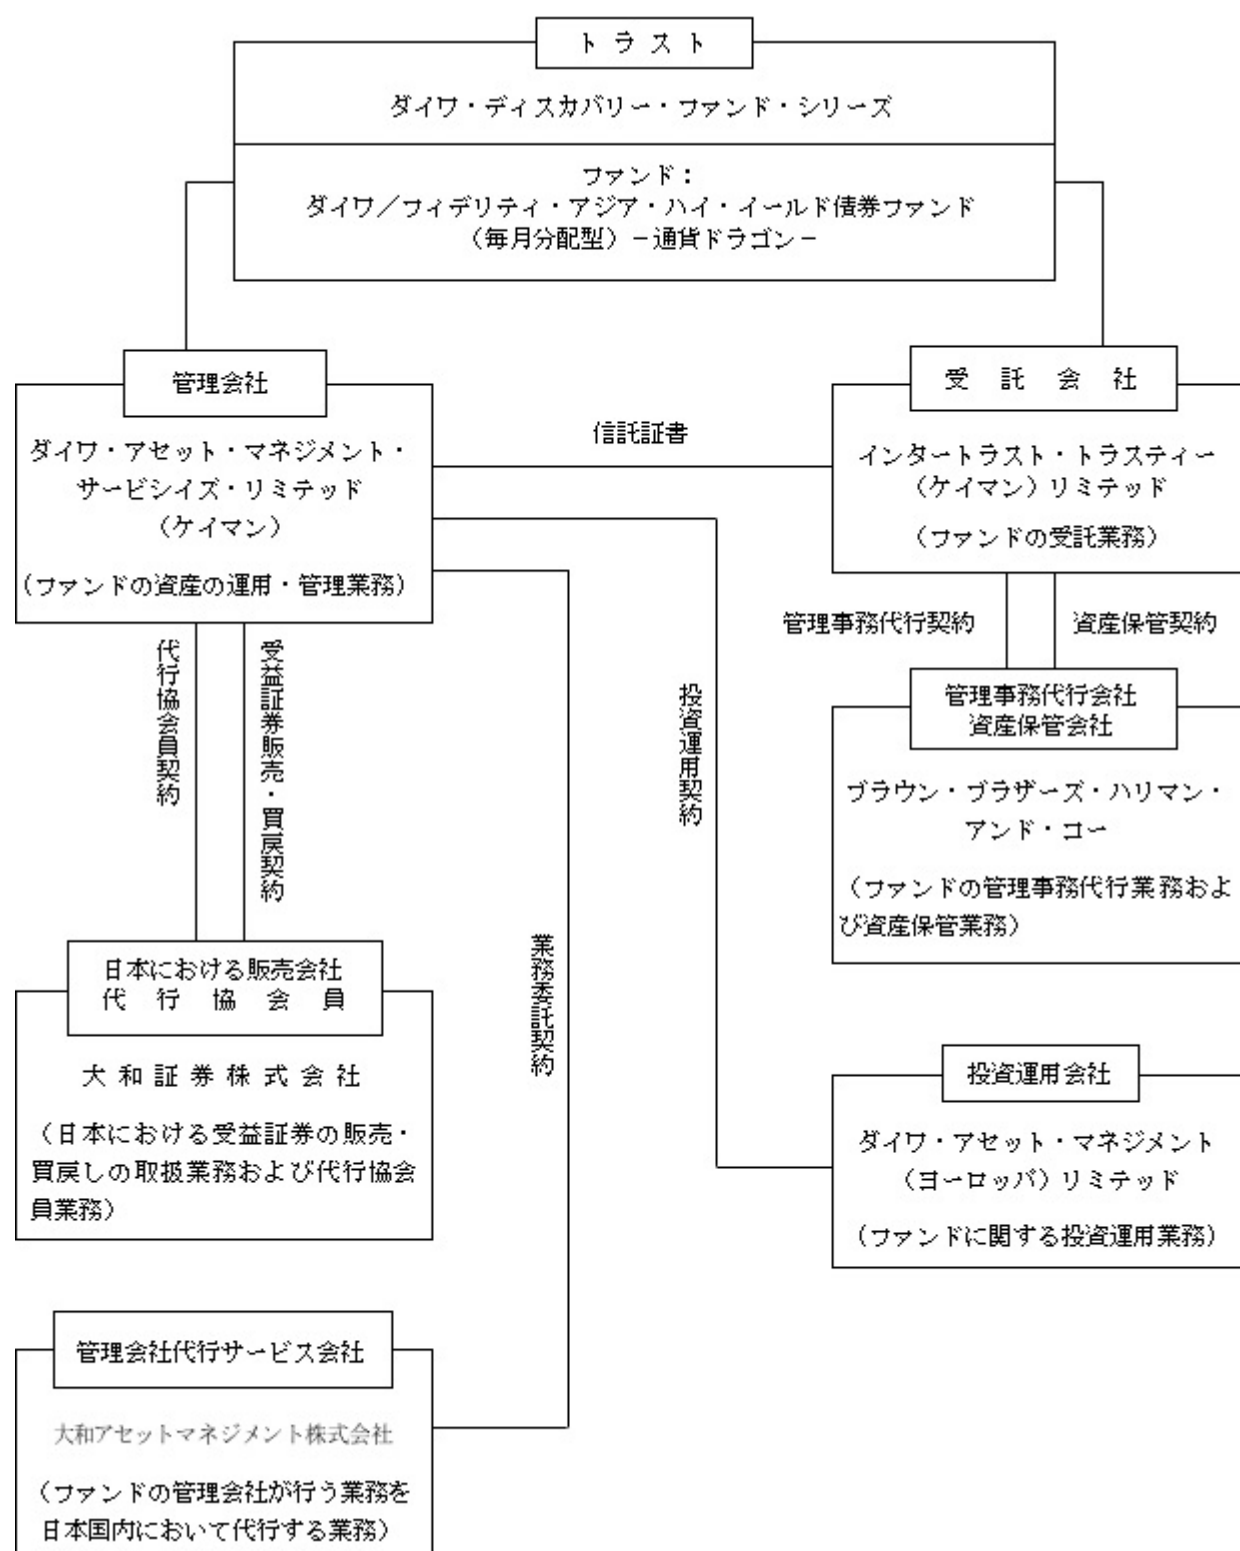 トラスト
ダイワ・ディスカバリー・ファンド・シリーズ
ファンド：
ダイワ／フィデリティ・アジア・ハイ・イールド債券ファンド
（毎月分配型）－通貨ドラゴン－
管理会社
ダイワ・アセット・マネジメント・
サービシイズ・リミテッド
（ケイマン）
（ファンドの資産の運用・管理業務）
信託証書
受託会社
インタートラスト・トラスティー
（ケイマン）リミテッド
（ファンドの受託業務）
管理事務代行契約
資産保管契約
代行協会員契約
受益証券販売・買戻契約
投資運用契約
業務委託契約
管理事務代行会社
資産保管会社
ブラウン・ブラザーズ・ハリマン・
アンド・コー
（ファンドの管理事務代行業務およ
び資産保管業務）
日本における販売会社
代行協会員
大和証券株式会社
（日本における受益証券の販売・
買戻しの取扱業務および代行協会
員業務）
投資運用会社
ダイワ・アセット・マネジメント
（ヨーロッパ）リミテッド
（ファンドに関する投資運用業務）
管理会社代行サービス会社
大和アセットマネジメント株式会社
（ファンドの管理会社が行う業務を
日本国内において代行する業務）